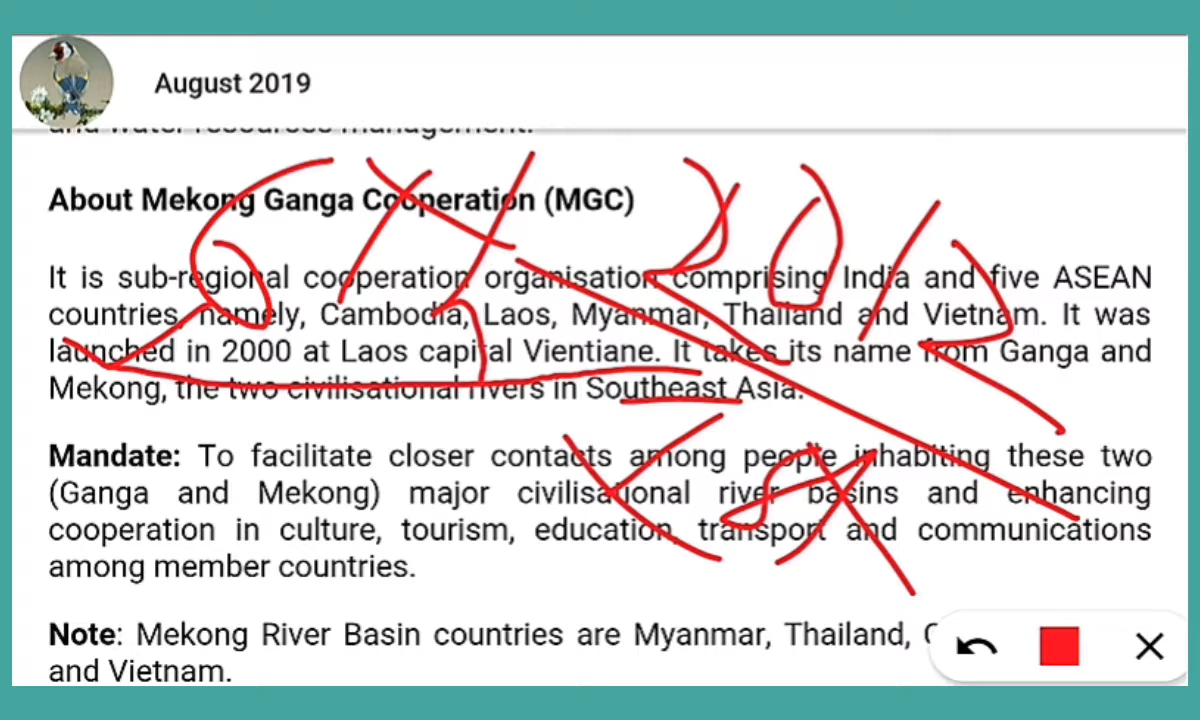 August 2019
and water resources management.
About Mekong Ganga Cooperation (MGC)
It is sub-regional cooperation organisation comprising India and five ASEAN
countries, namely, Cambodia, Laos, Myanmar, Thailand and Vietnam. It was
launched in 2000 at Laos capital Vientiane. It takes its name from Ganga and
Mekong, the two civilisational rivers in Southeast Asia.
Mandate: To facilitate closer contacts among people inhabiting these two
(Ganga and Mekong) major civilisational river basins and enhancing
cooperation in culture, tourism, education, transport and communications
among member countries.
Note: Mekong River Basin countries are Myanmar, Thailand,
and Vietnam.